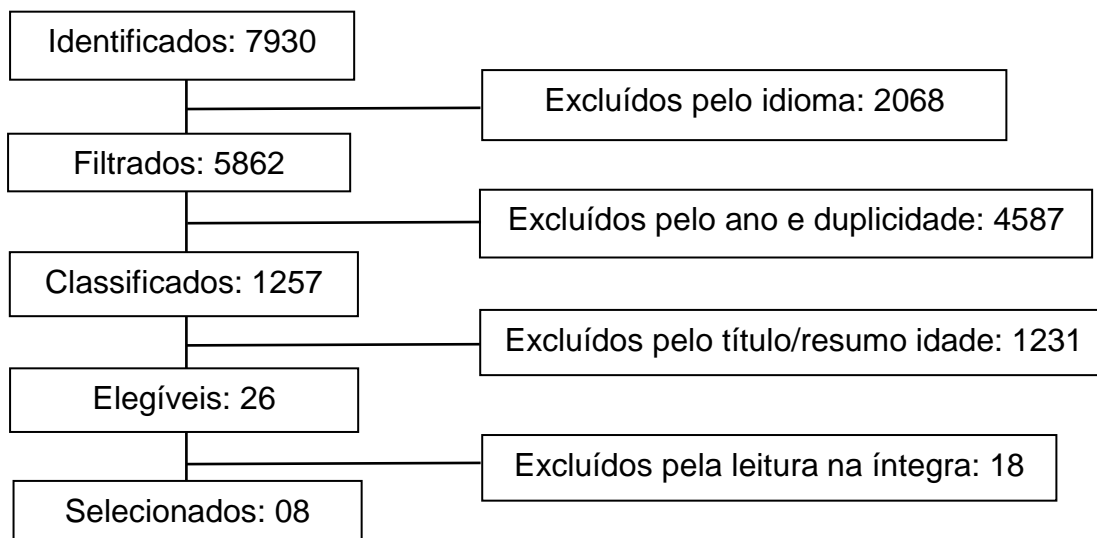 Identificados: 7930
Excluídos pelo idioma: 2068
Filtrados: 5862
Excluídos pelo ano e duplicidade: 4587
Classificados: 1257
Excluídos pelo título/resumo idade: 1231
Elegíveis: 26
Excluídos pela leitura na íntegra: 18
Selecionados: 08